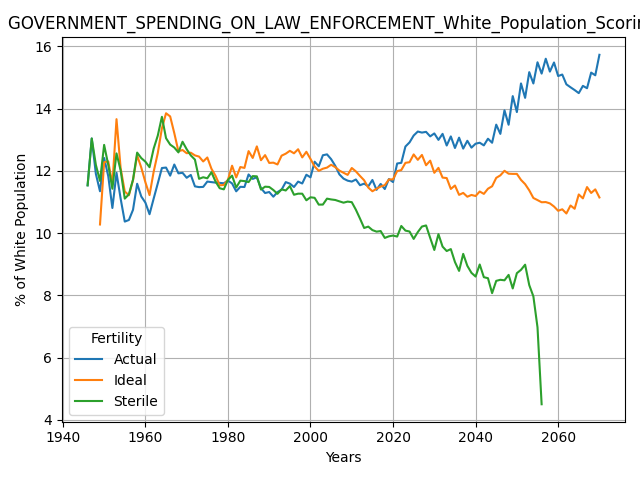 GOVERNMENT_SPENDING_ON_LAW_ENFORCEMENT_White_Population_Scorin
% of White Population
16
14
12
10
8
6
4
Fertility
Actual
Ideal
Sterile
1940 1960 1980 2000 2020 2040 2060
Years